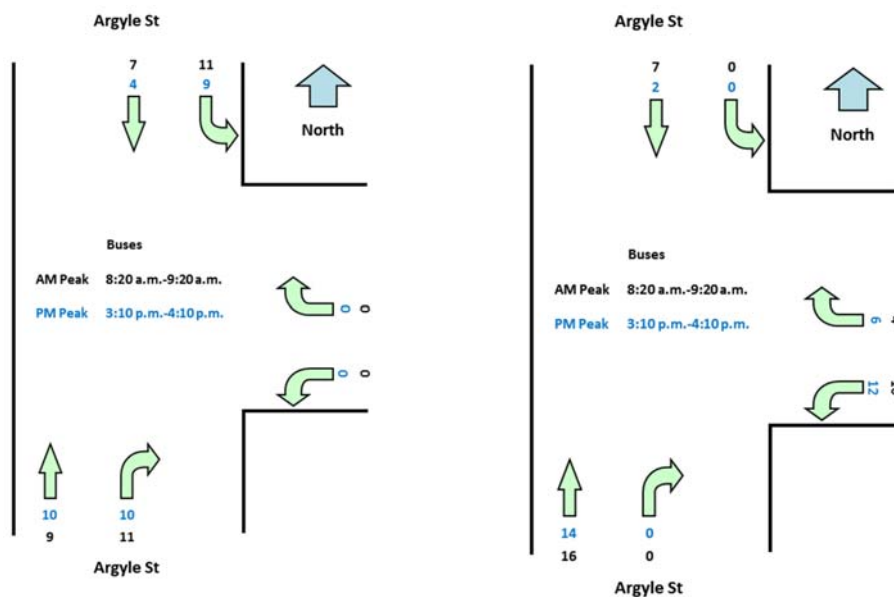 Argyle St
7 11
4 9
North
Buses
AM Peak 8:20 a.m.-9:20 a.m.
PM Peak 3:10 p.m.-4:10 p.m.
0 0
0 0
10 10
9 11
Argyle St
Argyle St
7 0
2 0
North
Buses
AM Peak 8:20 a.m.-9:20 a.m.
PM Peak 3:10 p.m.-4:10 p.m.
6
12
14 0
16 0
Argyle St